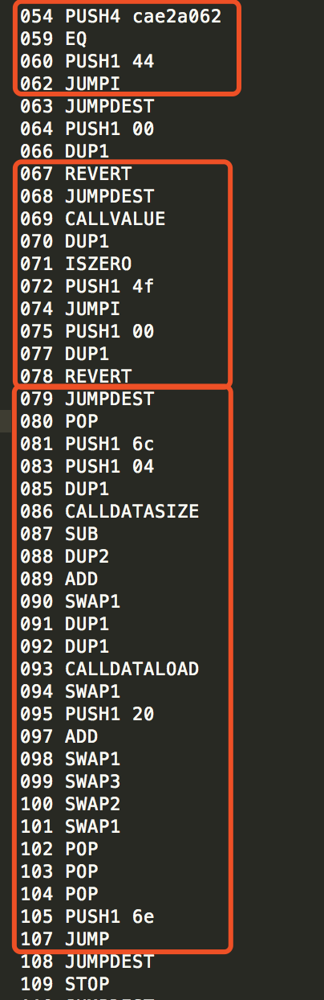 054 PUSH4 cae2a062
059 EQ
060 PUSH1 44
062 JUMPI
063 JUMPDEST
064 PUSH1 00
066 DUP1
067 REVERT
068 JUMPDEST
069 CALLVALUE
070 DUP1
071 ISZERO
072 PUSH1 4f
074 JUMPI
075 PUSH1 00
077 DUP1
078 REVERT
079 JUMPDEST
080 POP
081 PUSH1 6c
083 PUSH1 04
085 DUP1
086 CALLDATASIZE
087 SUB
088 DUP2
089 ADD
090 SWAP1
091 DUP1
092 DUP1
093 CALLDATALOAD
094 SWAP1
095 PUSH1 20
097 ADD
098 SWAP1
099 SWAP3
100 SWAP2
101 SWAP1
102 POP
103 POP
104 POP
105 PUSH1 6e
107 JUMP
108 JUMPDEST
109 STOP